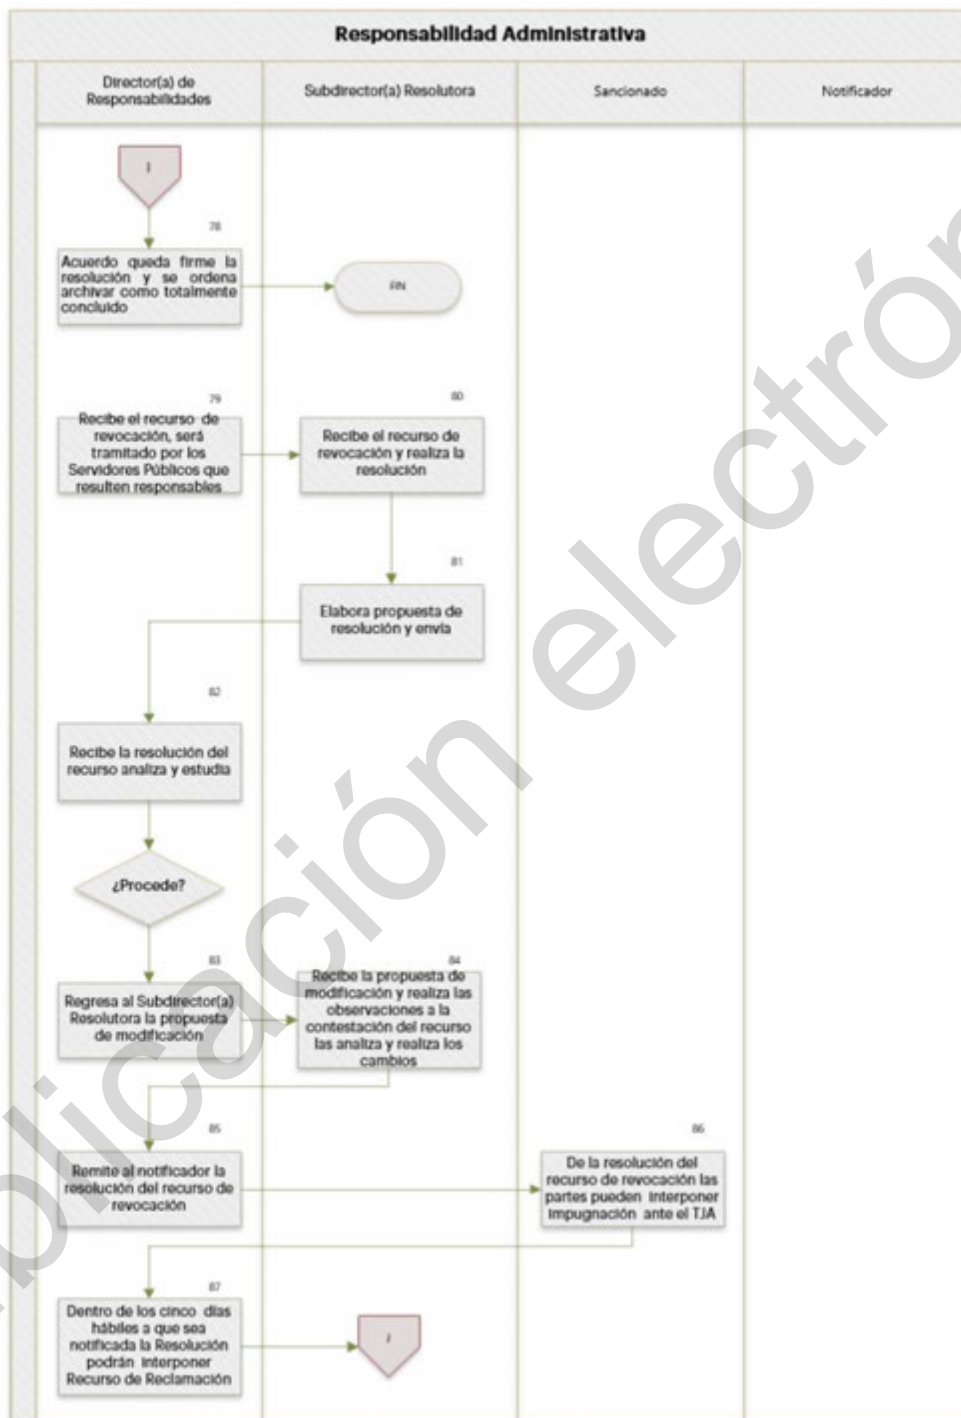 Responsabilidad Administrativa
Director(a) de
Responsabilidades
Subdirector(a) Resolutora
Sancionado
Notificador
I
78
Acuerdo queda firme la
resolución y se ordena
archivar como totalmente
concluido
FIN
79
Recibe el recurso de
revocación, será
tramitado por los
Servidores Públicos que
resulten responsables
80
Recibe el recurso de
revocación y realiza la
resolución
81
Elabora propuesta de
resolución y envía
82
Recibe la resolución del
recurso analiza y estudia
¿Procede?
83
Regresa al Subdirector(a)
Resolutora la propuesta
de modificación
84
Recibe la propuesta de
modificación y realiza las
observaciones a la
contestación del recurso
las analiza y realiza los
cambios
85
Remite al notificador la
resolución del recurso de
revocación
86
De la resolución del
recurso de revocación las
partes pueden interponer
impugnación ante el TJA
87
Dentro de los cinco días
hábiles a que sea
notificada la Resolución
podrán interponer
Recurso de Reclamación
J